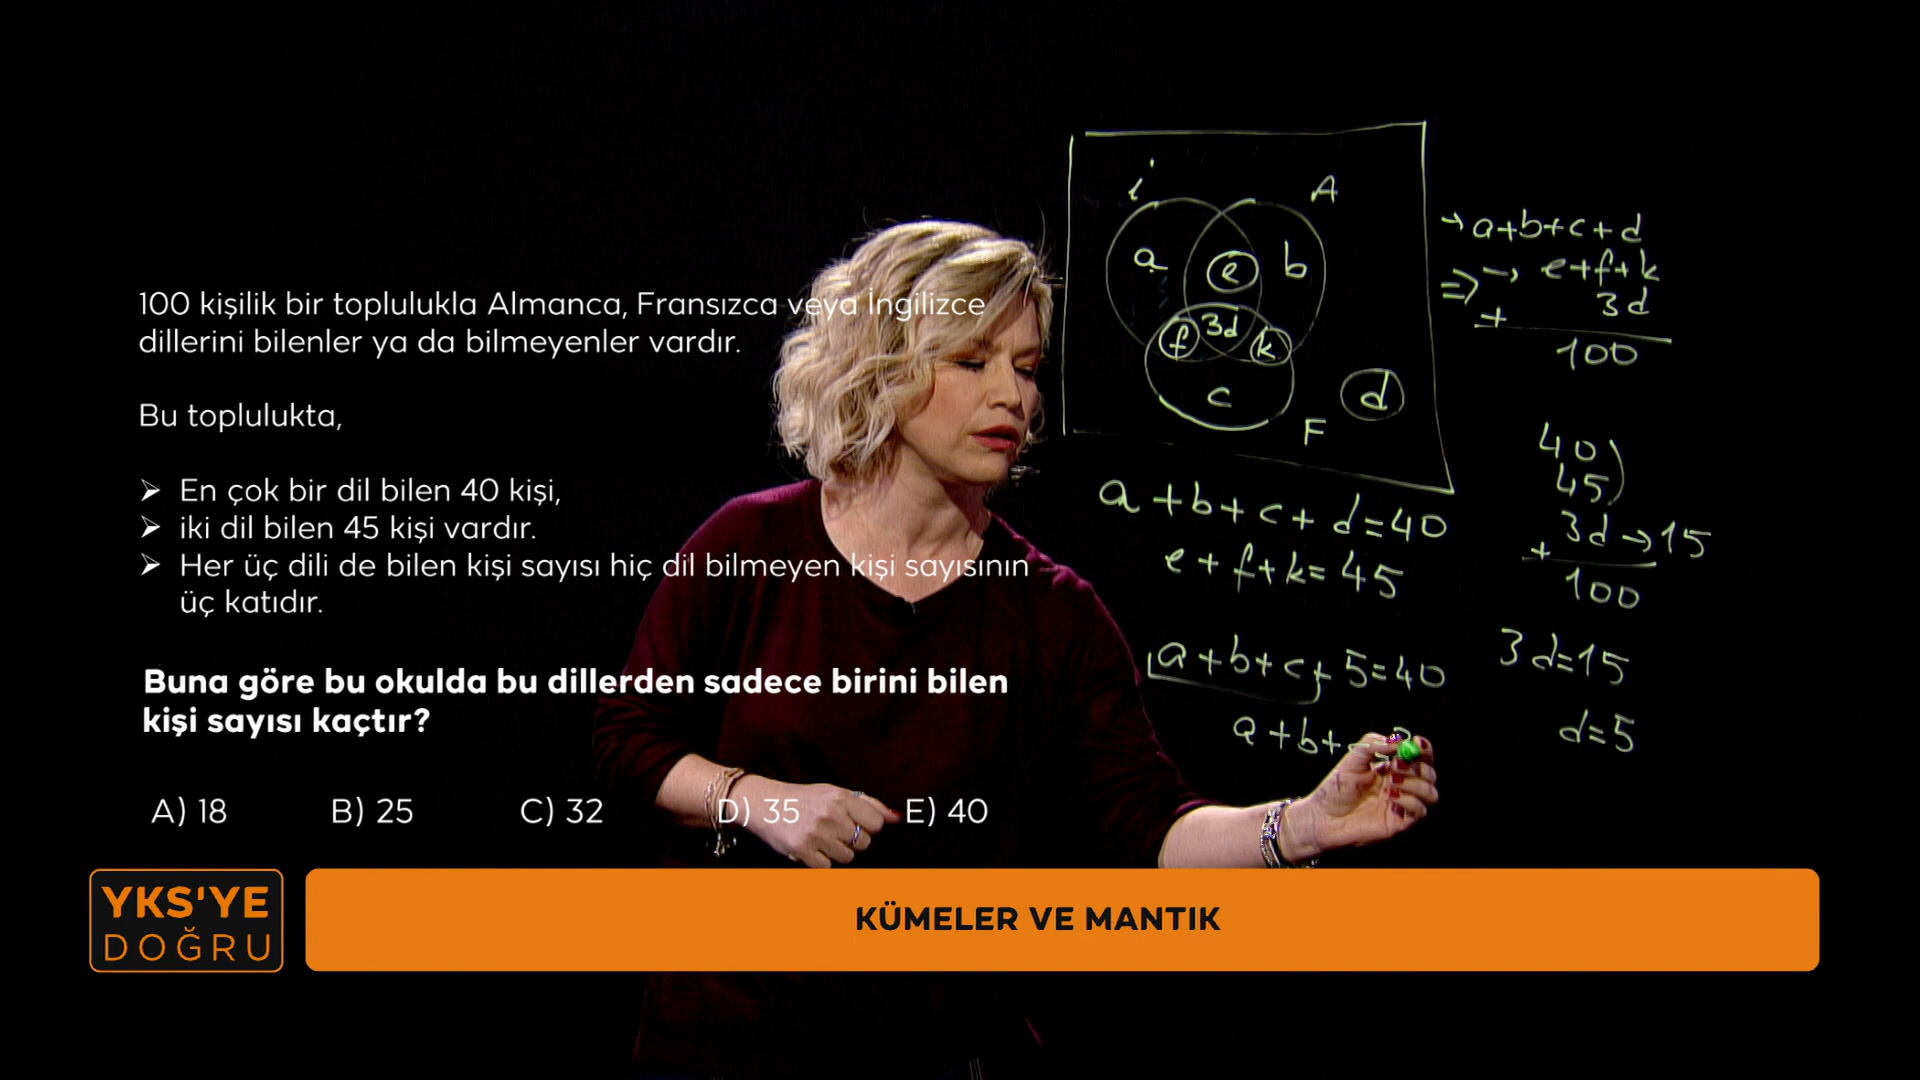 100 kişilik bir toplulukla Almanca, Fransızca veya İngilizce
dillerini bilenler ya da bilmeyenler vardır.
Bu toplulukta,
➢ En çok bir dil bilen 40 kişi,
➢ iki dil bilen 45 kişi vardır.
➢ Her üç dili de bilen kişi sayısı hiç dil bilmeyen kişi sayısının
üç katıdır.
Buna göre bu okulda bu dillerden sadece birini bilen
kişi sayısı kaçtır?
A) 18 B) 25 C) 32 D) 35 E) 40
i A
a e b
f 3d k
c d
F
→ a+b+c+d
⇒ → e+f+k
+ 3d
100
a+b+c+d=40
e+f+k=45
a+b+c+5=40
a+b+
40
45
+ 3d→15
100
3d=15
d=5
YKS'YE
DOĞRU
KÜMELER VE MANTIK